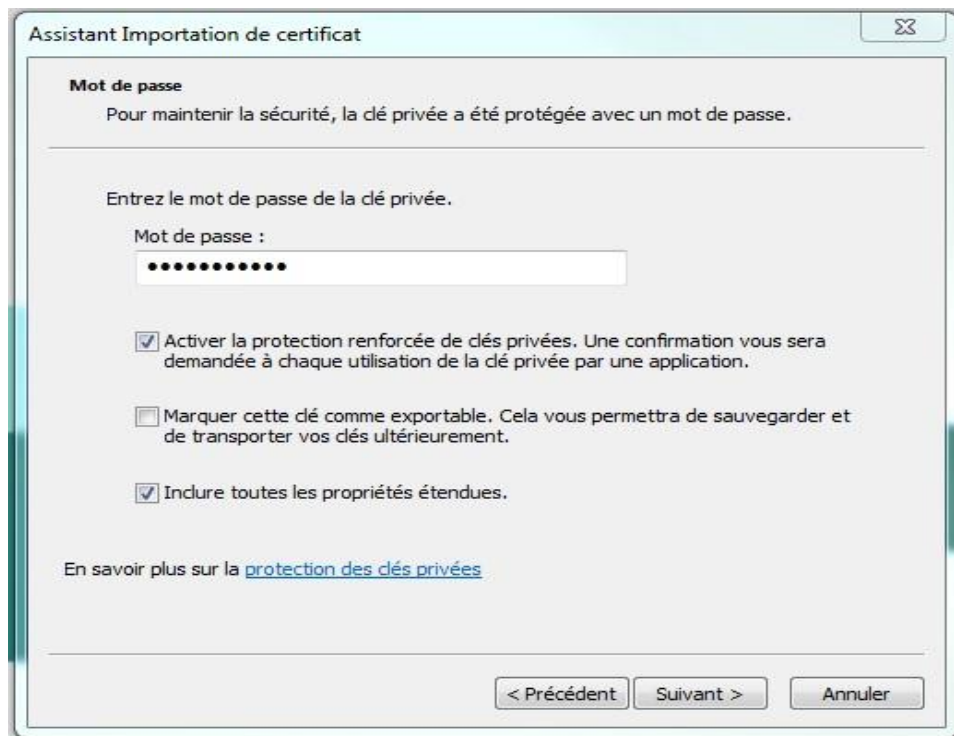 Assistant Importation de certificat
Mot de passe
Pour maintenir la sécurité, la clé privée a été protégée avec un mot de passe.
Entrez le mot de passe de la clé privée.
Mot de passe :
•••••••••••
Activer la protection renforcée de clés privées. Une confirmation vous sera
demandée à chaque utilisation de la clé privée par une application.
Marquer cette clé comme exportable. Cela vous permettra de sauvegarder et
de transporter vos clés ultérieurement.
Inclure toutes les propriétés étendues.
En savoir plus sur la protection des clés privées
< Précédent Suivant > Annuler